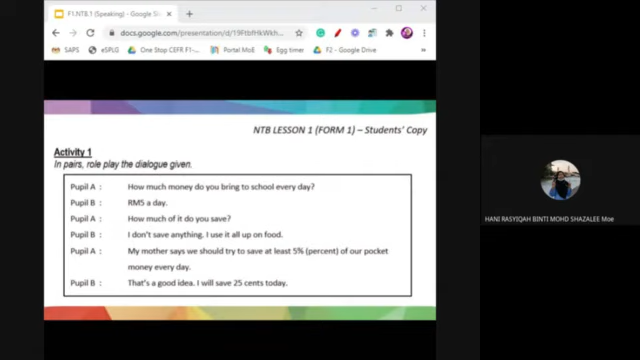 F1.NTB.1 (Speaking) - Google Sl
docs.google.com/presentation/d/19FtbfHkWkh...
SAPS
eSPLG
One Stop CEFR F1-...
Portal MoE
Egg timer
F2 - Google Drive
NTB LESSON 1 (FORM 1) – Students' Copy
Activity 1
In pairs, role play the dialogue given.
Pupil A : How much money do you bring to school every day?
Pupil B : RM5 a day.
Pupil A : How much of it do you save?
Pupil B : I don't save anything. I use it all up on food.
Pupil A : My mother says we should try to save at least 5% (percent) of our pocket
money every day.
Pupil B : That's a good idea. I will save 25 cents today.
HANI RASYIQAH BINTI MOHD SHAZALEE Moe